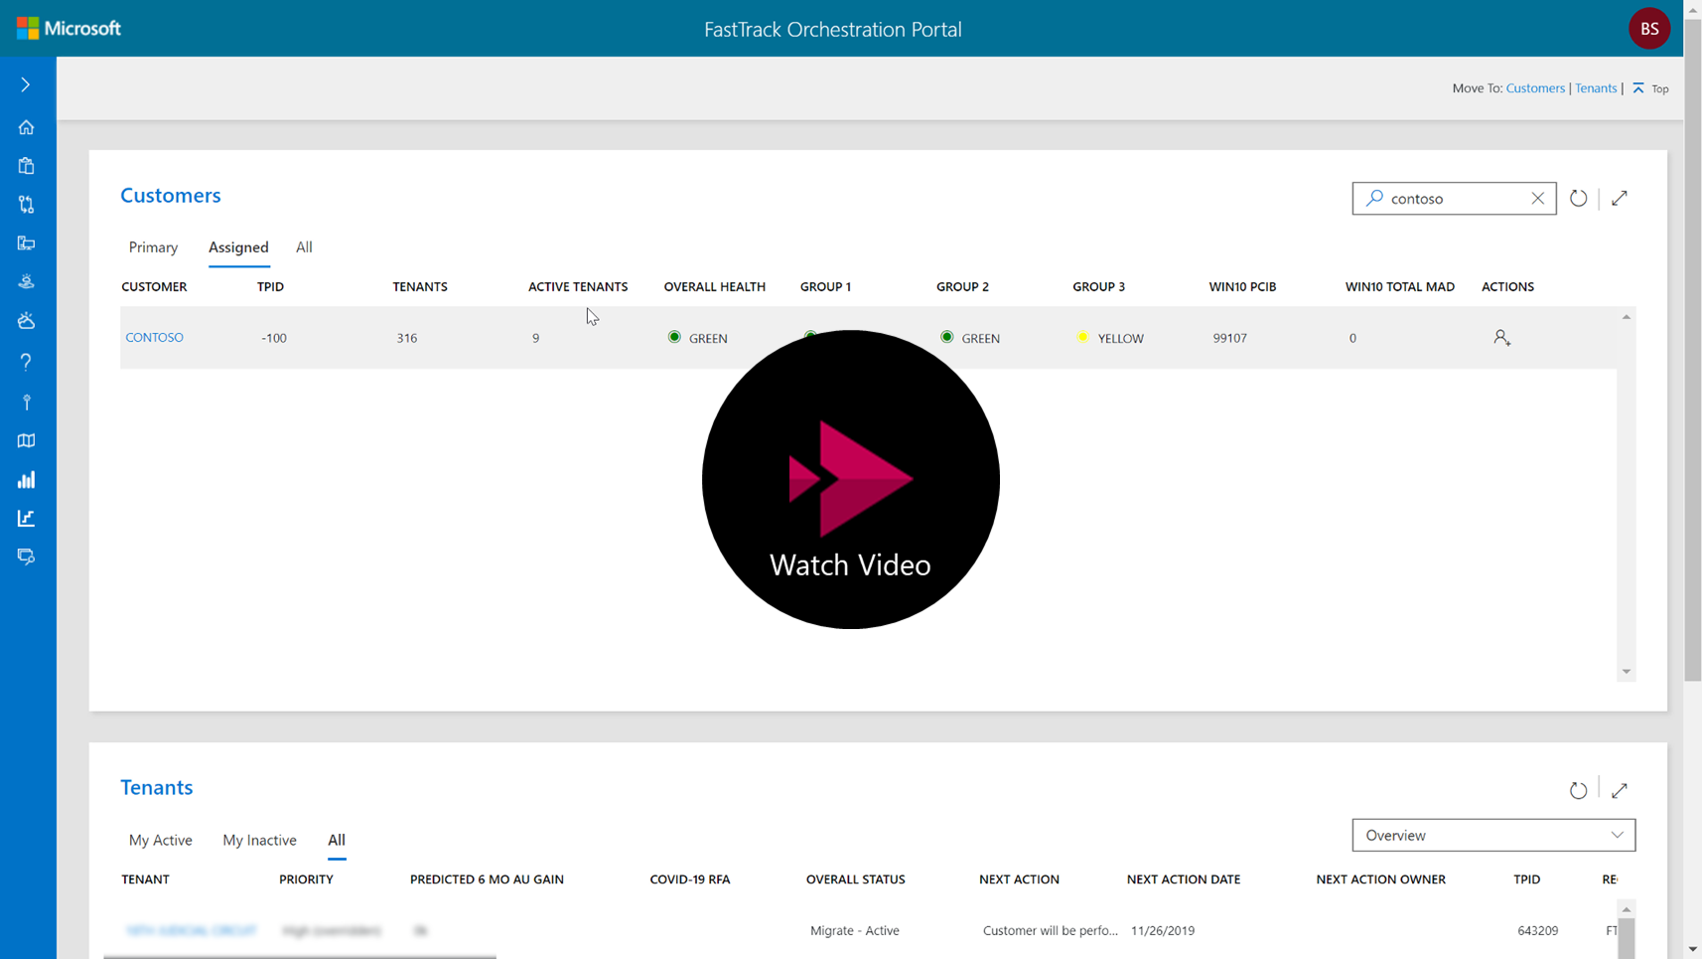 Microsoft
FastTrack Orchestration Portal
BS
Move To: Customers | Tenants | Top
Customers
contoso
Primary Assigned All
CUSTOMER TPID TENANTS ACTIVE TENANTS OVERALL HEALTH GROUP 1 GROUP 2 GROUP 3 WIN10 PCIB WIN10 TOTAL MAD ACTIONS
CONTOSO -100 316 9 GREEN GREEN YELLOW 99107 0
Watch Video
Tenants
My Active My Inactive All
Overview
TENANT PRIORITY PREDICTED 6 MO AU GAIN COVID-19 RFA OVERALL STATUS NEXT ACTION NEXT ACTION DATE NEXT ACTION OWNER TPID RE
Migrate - Active Customer will be perfo... 11/26/2019 643209 FT